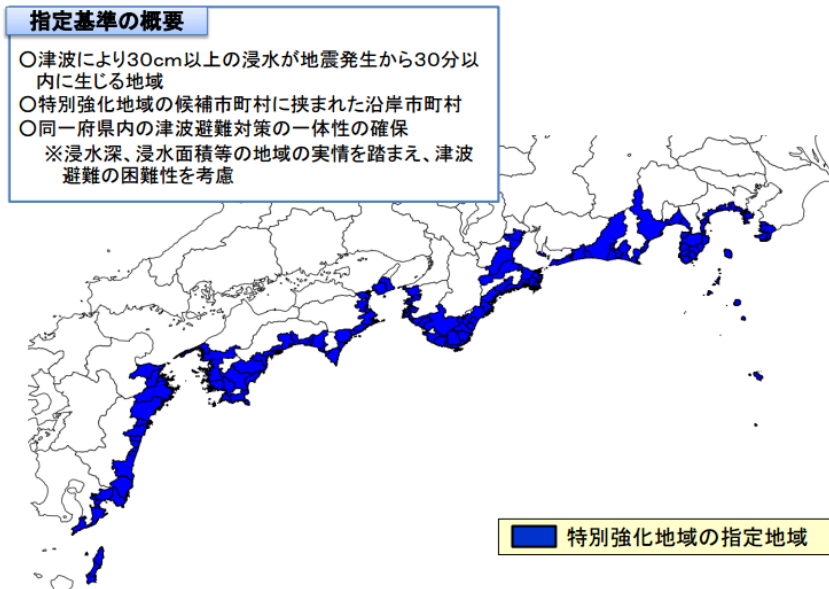 指定基準の概要
○津波により30cm以上の浸水が地震発生から30分以
内に生じる地域
○特別強化地域の候補市町村に挟まれた沿岸市町村
○同一府県内の津波避難対策の一体性の確保
※浸水深、浸水面積等の地域の実情を踏まえ、津波
避難の困難性を考慮
特別強化地域の指定地域